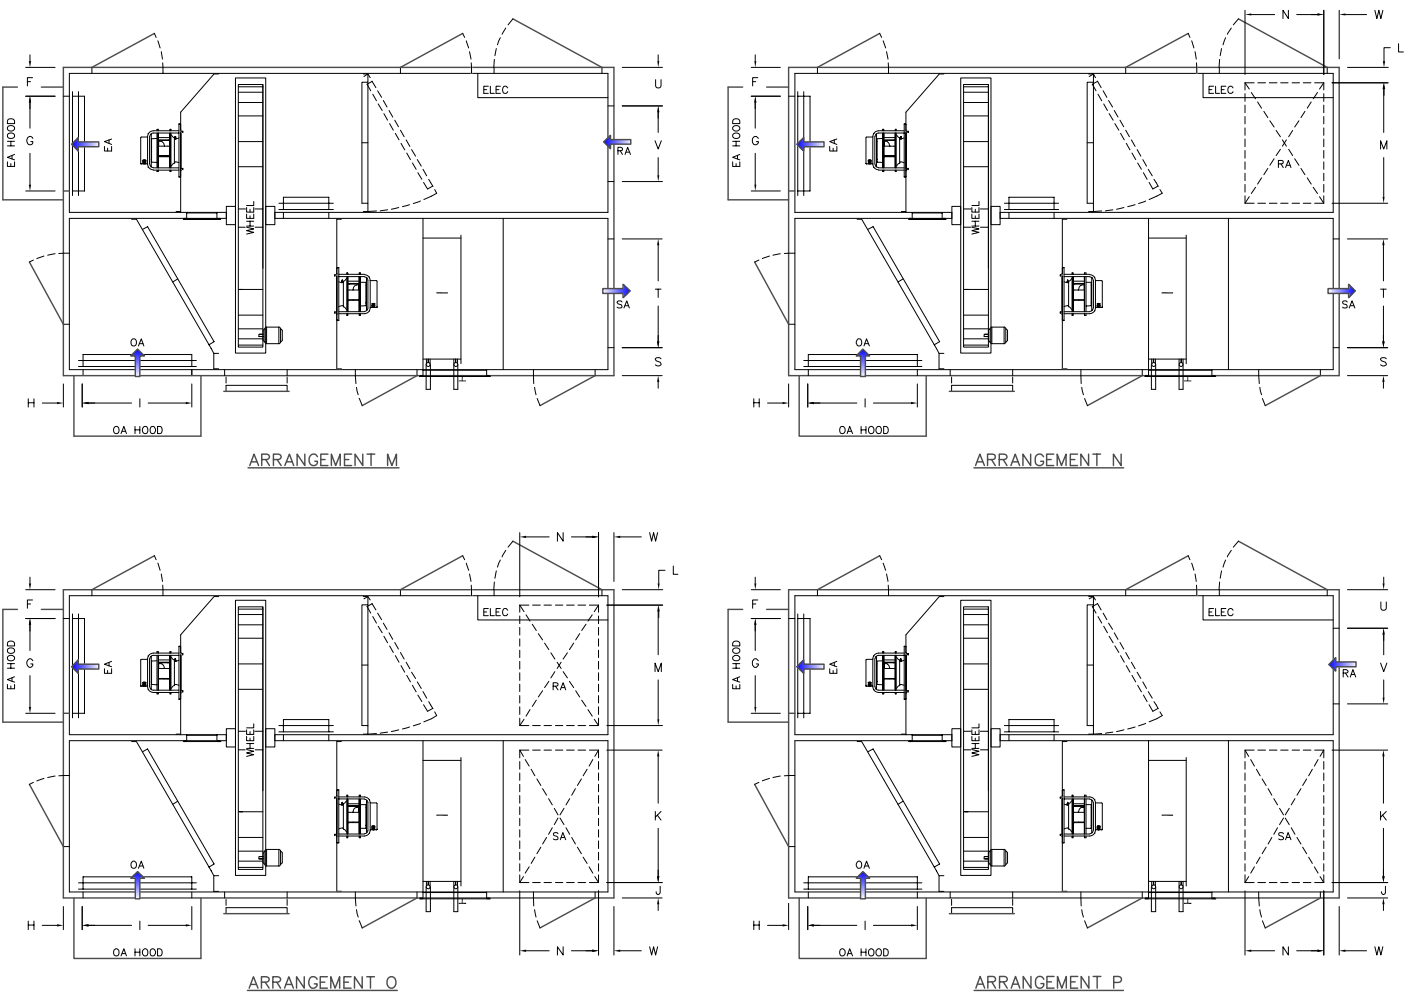 F
EA HOOD
G
EA
WHEEL
ELEC
U
V
RA
T
SA
S
OA
H
I
OA HOOD
ARRANGEMENT M
N
W
L
F
EA HOOD
G
EA
WHEEL
ELEC
RA
M
T
SA
S
OA
H
I
OA HOOD
ARRANGEMENT N
N
W
L
F
EA HOOD
G
EA
WHEEL
ELEC
RA
M
SA
K
J
OA
H
I
OA HOOD
N
W
ARRANGEMENT O
F
EA HOOD
G
EA
WHEEL
ELEC
U
V
RA
SA
K
J
OA
H
I
OA HOOD
N
W
ARRANGEMENT P